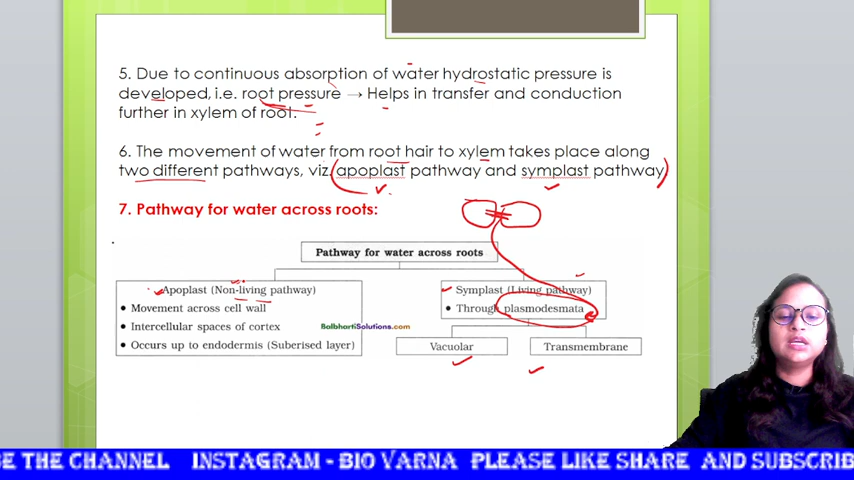 5. Due to continuous absorption of water hydrostatic pressure is
developed, i.e. root pressure → Helps in transfer and conduction
further in xylem of root.
6. The movement of water from root hair to xylem takes place along
two different pathways, viz. apoplast pathway and symplast pathway
7. Pathway for water across roots:
Pathway for water across roots
Apoplast (Non-living pathway)
• Movement across cell wall
• Intercellular spaces of cortex
• Occurs up to endodermis (Suberised layer)
Symplast (Living pathway)
• Through plasmodesmata
BalbhartiSolutions.com
Vacuolar
Transmembrane
BE THE CHANNEL INSTAGRAM - BIO VARNA PLEASE LIKE SHARE AND SUBSCRIB